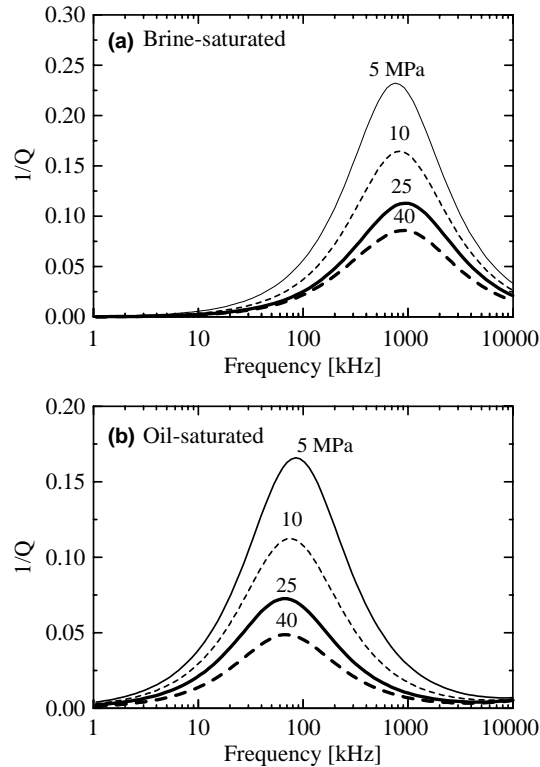 (a) Brine-saturated
5 MPa
10
25
40
0.30
0.25
0.20
0.15
0.10
0.05
0.00
1/Q
1 10 100 1000 10000
Frequency [kHz]
(b) Oil-saturated
5 MPa
10
25
40
0.20
0.15
0.10
0.05
0.00
1/Q
1 10 100 1000 10000
Frequency [kHz]